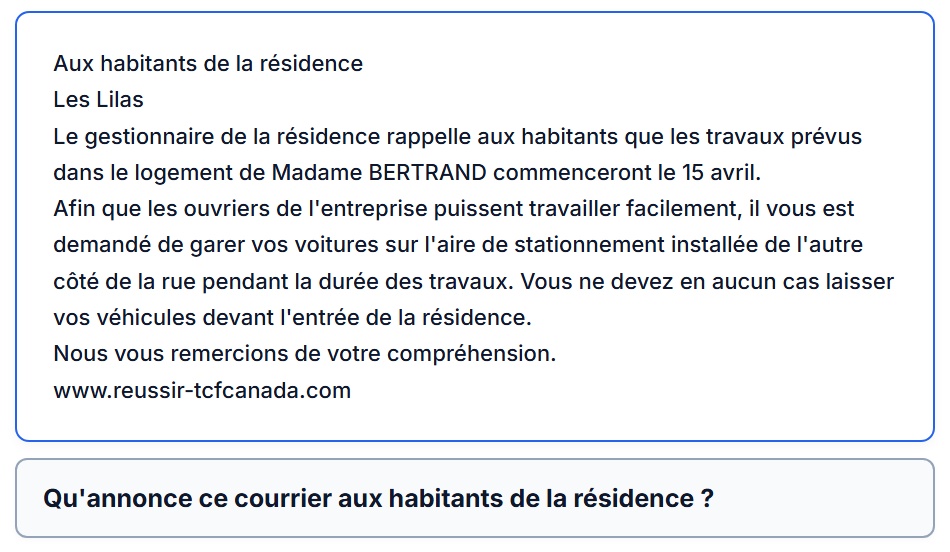 Aux habitants de la résidence
Les Lilas
Le gestionnaire de la résidence rappelle aux habitants que les travaux prévus
dans le logement de Madame BERTRAND commenceront le 15 avril.
Afin que les ouvriers de l'entreprise puissent travailler facilement, il vous est
demandé de garer vos voitures sur l'aire de stationnement installée de l'autre
côté de la rue pendant la durée des travaux. Vous ne devez en aucun cas laisser
vos véhicules devant l'entrée de la résidence.
Nous vous remercions de votre compréhension.
www.reussir-tcfcanada.com
Qu'annonce ce courrier aux habitants de la résidence ?